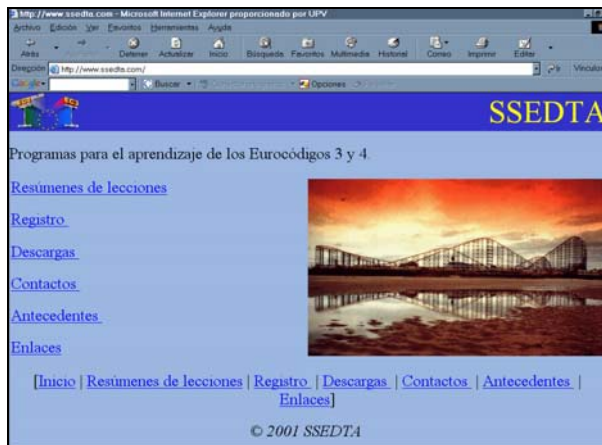 http://www.ssedta.com - Microsoft Internet Explorer proporcionado por UPV
Archivo Edición Ver Favoritos Herramientas Ayuda
Atrás Detener Actualizar Inicio Búsqueda Favoritos Multimedia Historial Correo Imprimir Editar
Dirección http://www.ssedta.com/ Vínculos
Google Buscar Opciones
SSEDTA
Programas para el aprendizaje de los Eurocódigos 3 y 4.
Resúmenes de lecciones
Registro
Descargas
Contactos
Antecedentes
Enlaces
[Inicio | Resúmenes de lecciones | Registro | Descargas | Contactos | Antecedentes |
Enlaces]
© 2001 SSEDTA